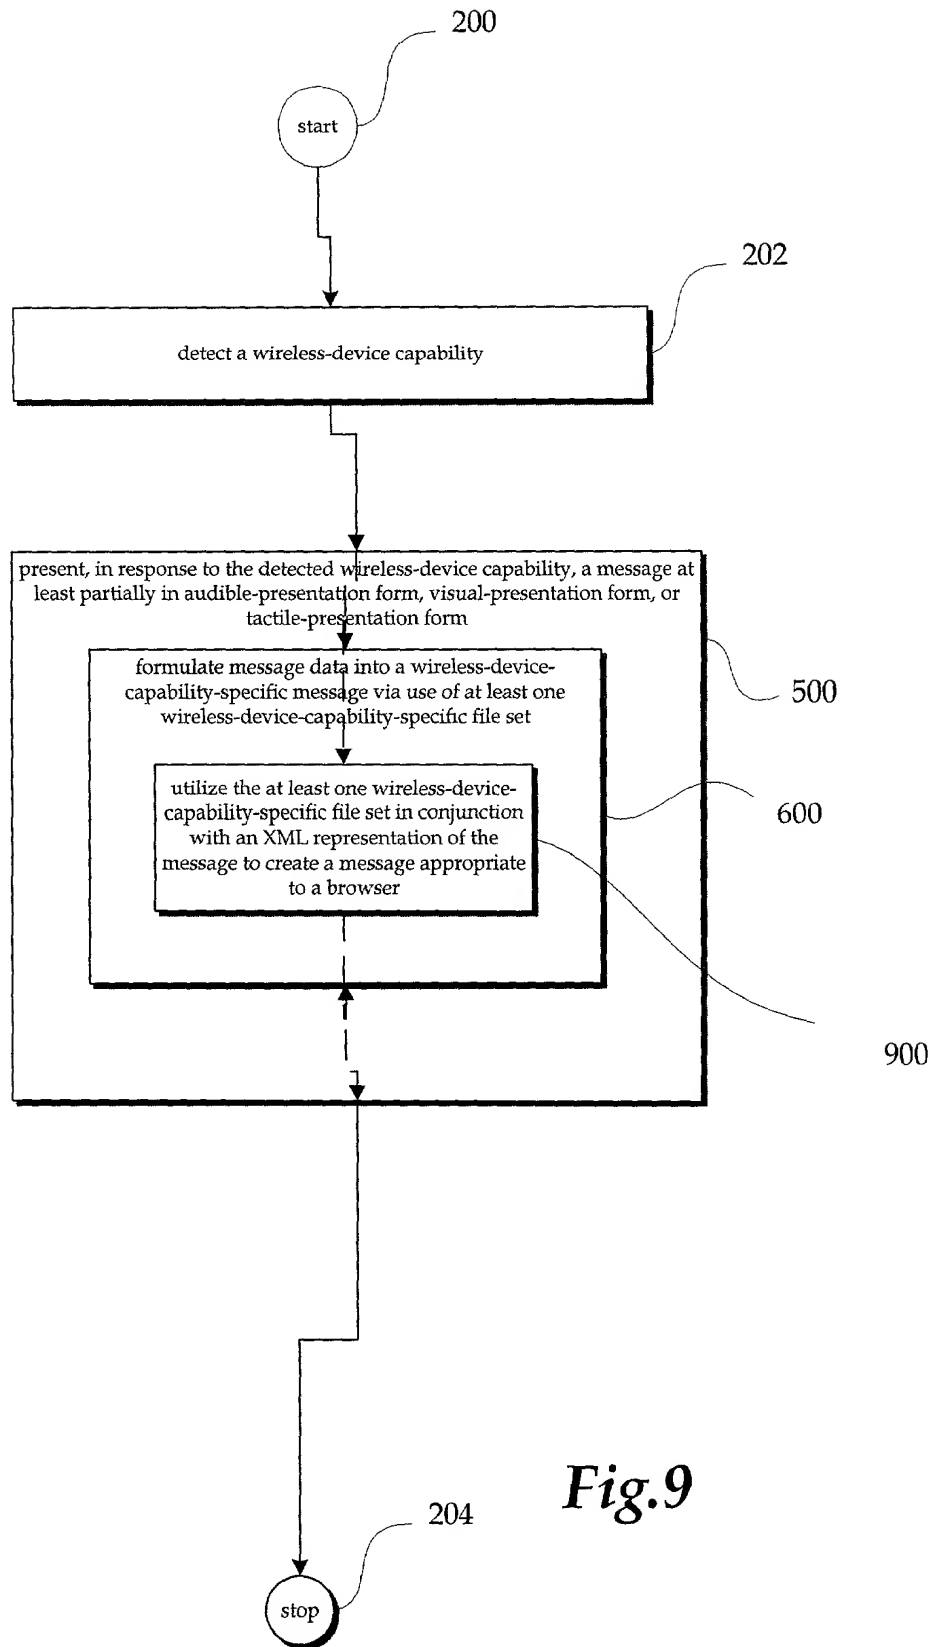 200
start
202
detect a wireless-device capability
present, in response to the detected wireless-device capability, a message at
least partially in audible-presentation form, visual-presentation form, or
tactile-presentation form
formulate message data into a wireless-device-
capability-specific message via use of at least one
wireless-device-capability-specific file set
500
utilize the at least one wireless-device-
capability-specific file set in conjunction
with an XML representation of the
message to create a message appropriate
to a browser
600
900
Fig.9
204
stop